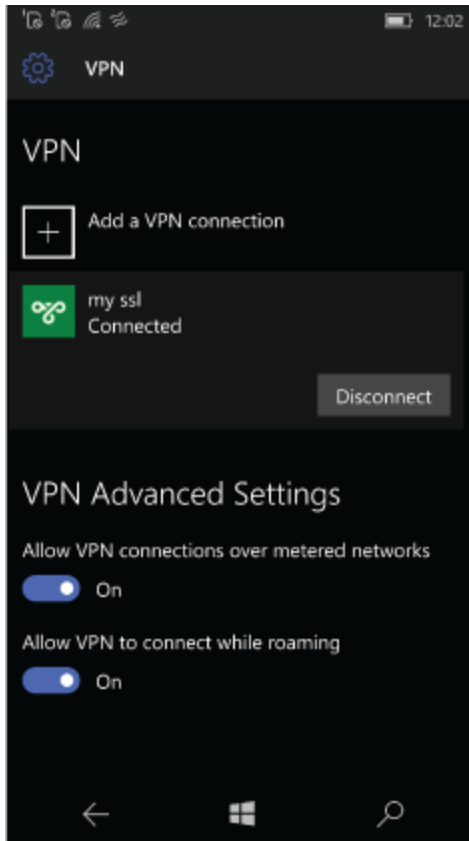 12:02
VPN
VPN
Add a VPN connection
my ssl
Connected
Disconnect
VPN Advanced Settings
Allow VPN connections over metered networks
On
Allow VPN to connect while roaming
On